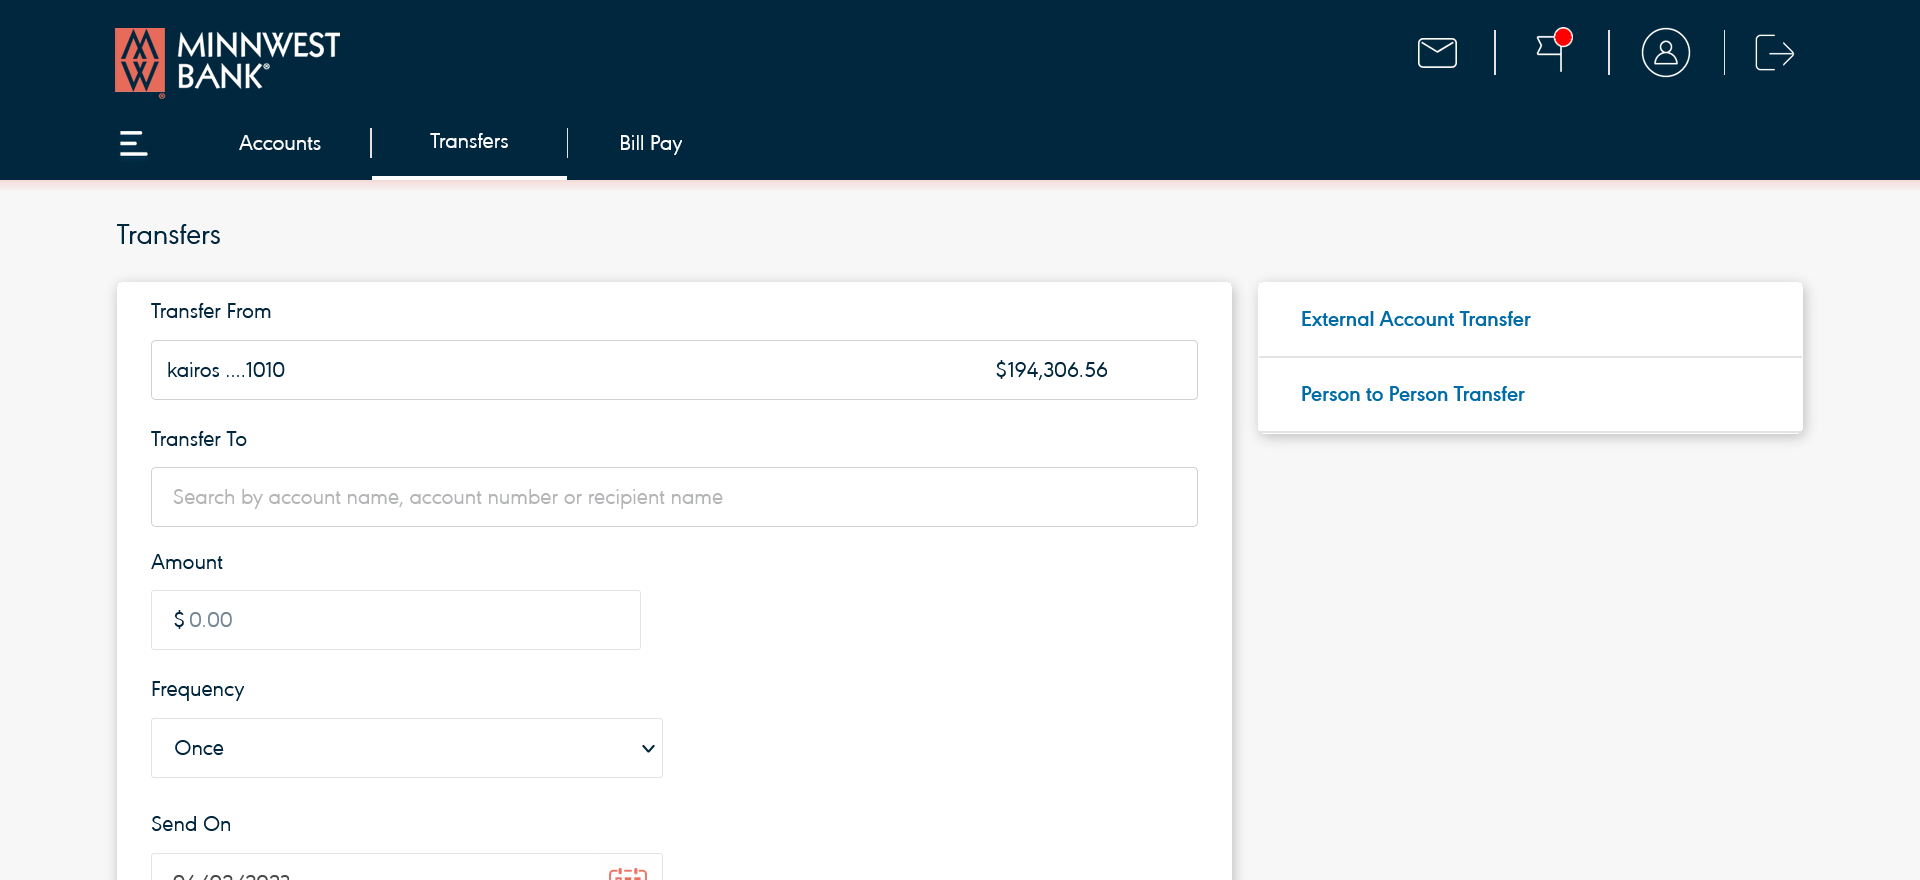 MINNWEST
BANK®
Accounts
Transfers
Bill Pay
Transfers
Transfer From
kairos ....1010
$194,306.56
Transfer To
Search by account name, account number or recipient name
Amount
$ 0.00
Frequency
Once
Send On
External Account Transfer
Person to Person Transfer